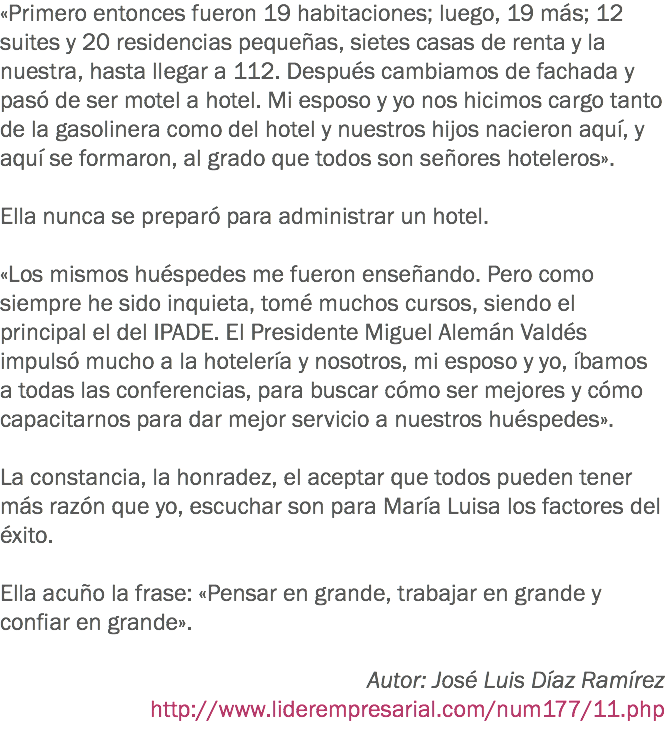 «Primero entonces fueron 19 habitaciones; luego, 19 más; 12
suites y 20 residencias pequeñas, sietes casas de renta y la
nuestra, hasta llegar a 112. Después cambiamos de fachada y
pasó de ser motel a hotel. Mi esposo y yo nos hicimos cargo tanto
de la gasolinera como del hotel y nuestros hijos nacieron aquí, y
aquí se formaron, al grado que todos son señores hoteleros».

Ella nunca se preparó para administrar un hotel.

«Los mismos huéspedes me fueron enseñando. Pero como
siempre he sido inquieta, tomé muchos cursos, siendo el
principal el del IPADE. El Presidente Miguel Alemán Valdés
impulsó mucho a la hotelería y nosotros, mi esposo y yo, íbamos
a todas las conferencias, para buscar cómo ser mejores y cómo
capacitarnos para dar mejor servicio a nuestros huéspedes».

La constancia, la honradez, el aceptar que todos pueden tener
más razón que yo, escuchar son para María Luisa los factores del
éxito.

Ella acuño la frase: «Pensar en grande, trabajar en grande y
confiar en grande».

Autor: José Luis Díaz Ramírez
http://www.liderempresarial.com/num177/11.php